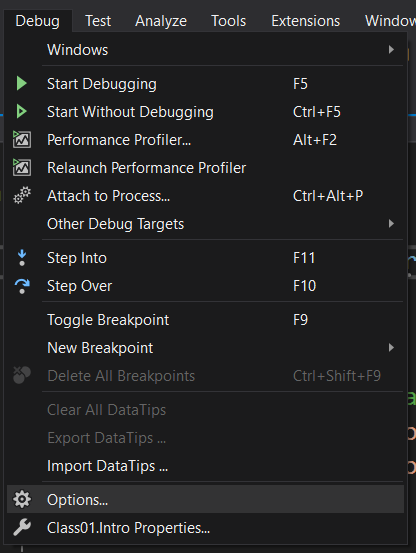 Debug Test Analyze Tools Extensions Window
Windows
Start Debugging F5
Start Without Debugging Ctrl+F5
Performance Profiler... Alt+F2
Relaunch Performance Profiler
Attach to Process... Ctrl+Alt+P
Other Debug Targets
Step Into F11
Step Over F10
Toggle Breakpoint F9
New Breakpoint
Delete All Breakpoints Ctrl+Shift+F9
Clear All DataTips
Export DataTips ...
Import DataTips ...
Options...
Class01.Intro Properties...